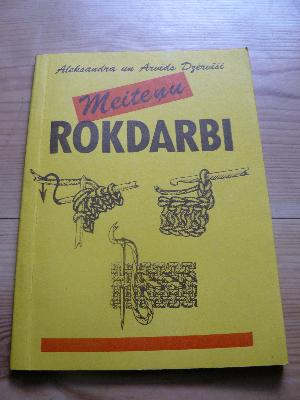 Aleksandra un Arvīds Dzērvīši
Meiteņu
ROKDARBI